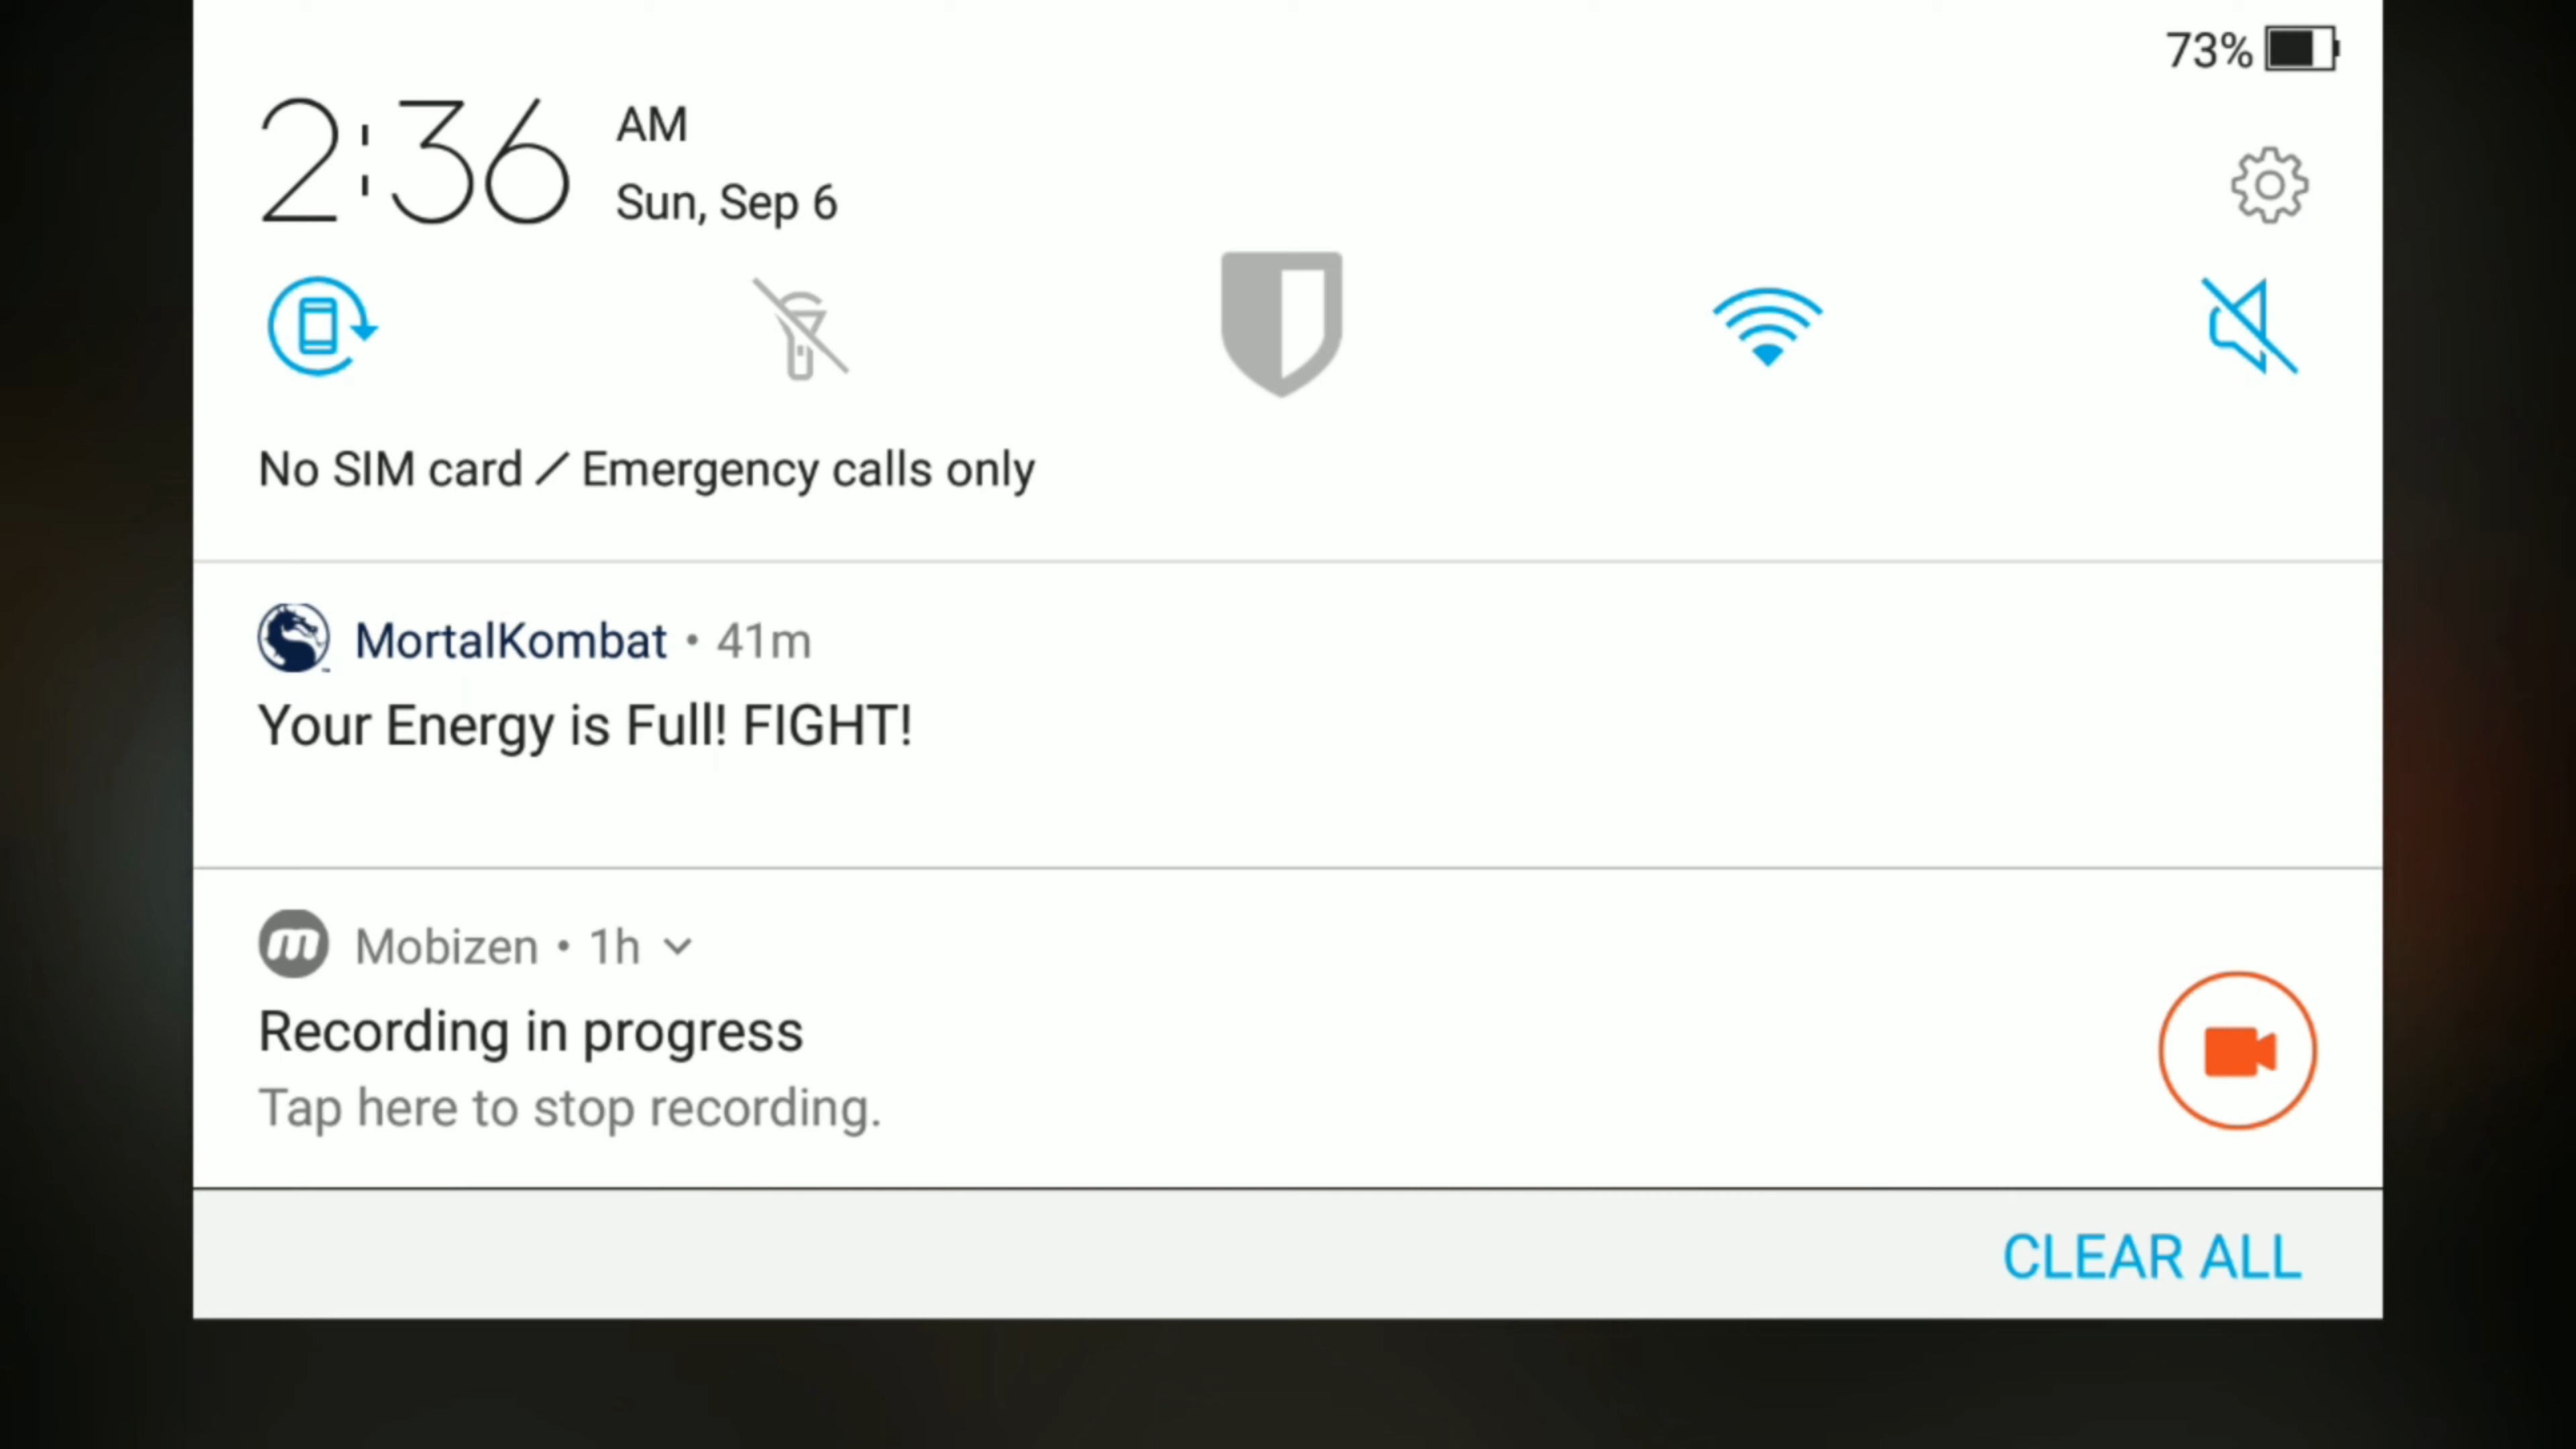 73%
2:36 AM
Sun, Sep 6
No SIM card / Emergency calls only
MortalKombat • 41m
Your Energy is Full! FIGHT!
m Mobizen • 1h
Recording in progress
Tap here to stop recording.
CLEAR ALL